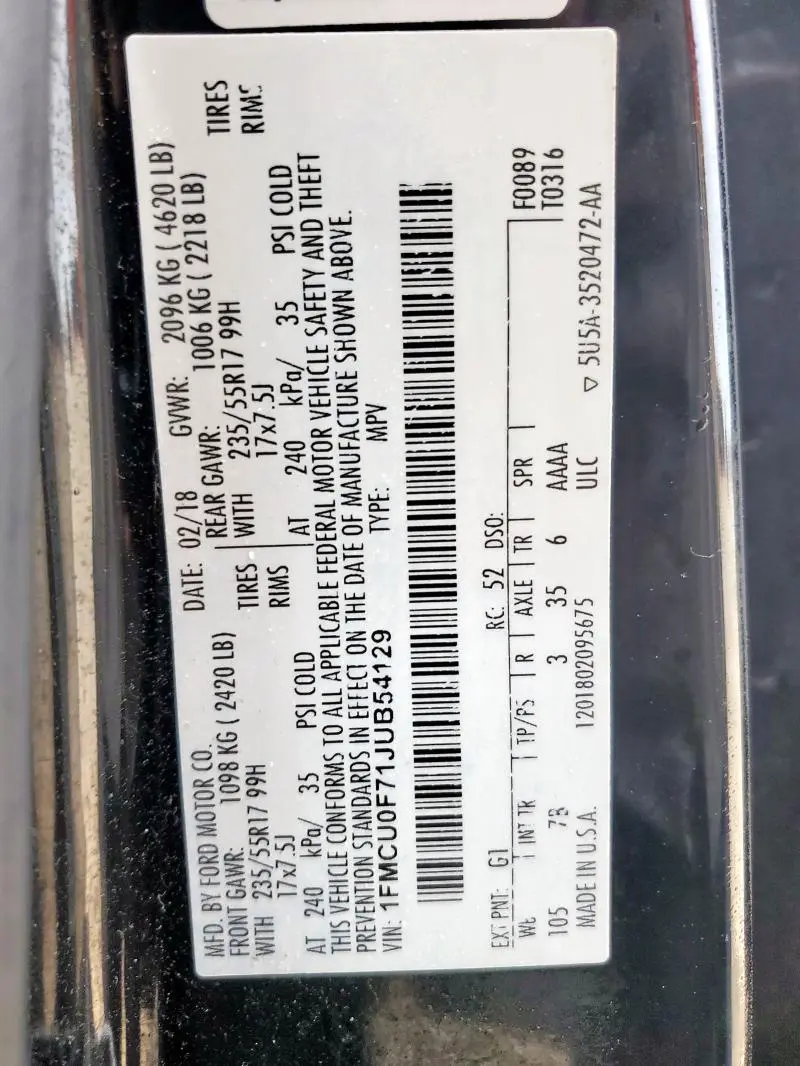 MFD. BY FORD MOTOR CO. DATE: 02/18 GVWR: 2096 KG ( 4620 LB)
FRONT GAWR: 1098 KG ( 2420 LB) REAR GAWR: 1006 KG ( 2218 LB)
WITH 235/55R17 99H TIRES WITH 235/55R17 99H TIRES
17x7.5J RIMS 17x7.5J RIMS
AT 240 kPa/ 35 PSI COLD AT 240 kPa/ 35 PSI COLD
THIS VEHICLE CONFORMS TO ALL APPLICABLE FEDERAL MOTOR VEHICLE SAFETY AND THEFT
PREVENTION STANDARDS IN EFFECT ON THE DATE OF MANUFACTURE SHOWN ABOVE.
VIN: 1FMCU0F71JUB54129 TYPE: MPV
EXT PNT: G1 RC: 52 DSO: F0089
WB INT TR TP/PS R AXLE TR SPR T0316
105 7B 3 35 6 AAAA
MADE IN U.S.A. 1201802095675 ULC ▽ 5U5A-3520472-AA